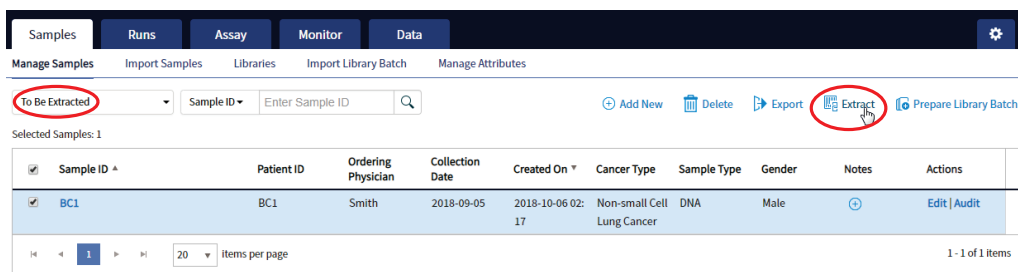 Samples Runs Assay Monitor Data
Manage Samples Import Samples Libraries Import Library Batch Manage Attributes
To Be Extracted Sample ID Enter Sample ID Add New Delete Export Extract Prepare Library Batch
Selected Samples: 1
Sample ID Patient ID Ordering Physician Collection Date Created On Cancer Type Sample Type Gender Notes Actions
BC1 BC1 Smith 2018-09-05 2018-10-06 02: Non-small Cell DNA Male Edit | Audit
17 Lung Cancer
1 20 items per page 1 - 1 of 1 items